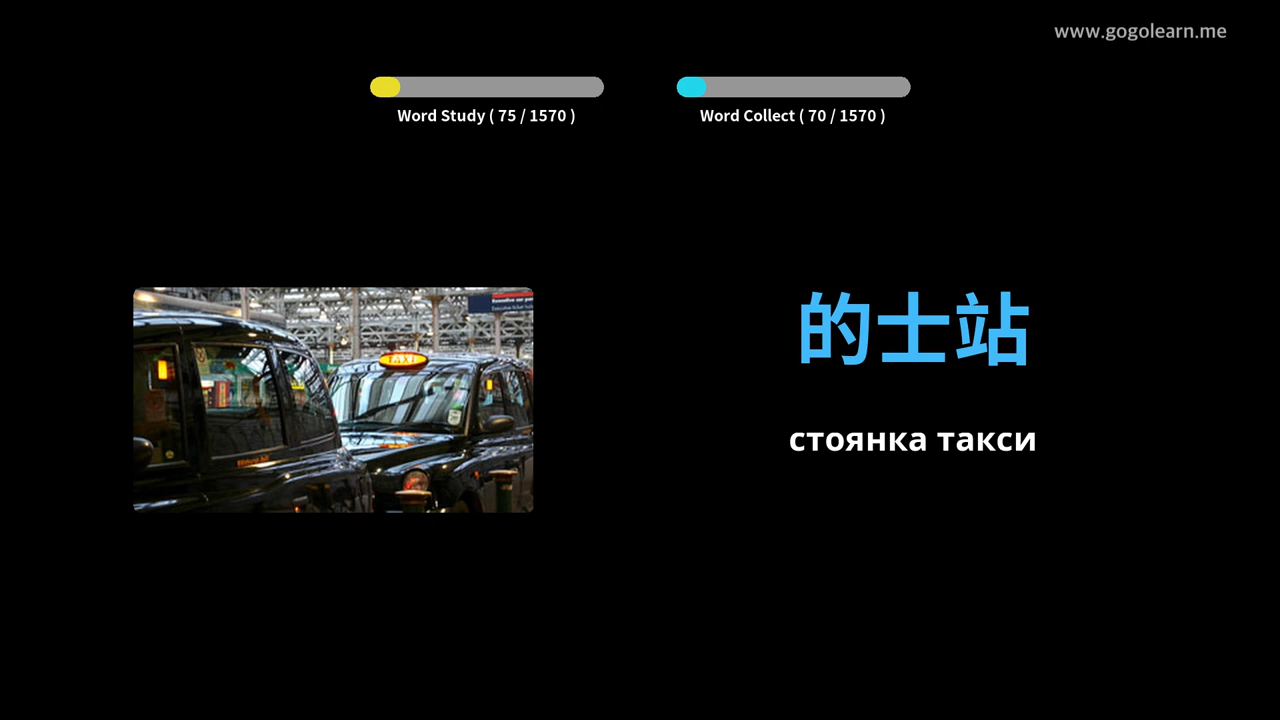 www.gogolearn.me
Word Study ( 75 / 1570 )
Word Collect ( 70 / 1570 )
TAXI
的士站
стоянка такси